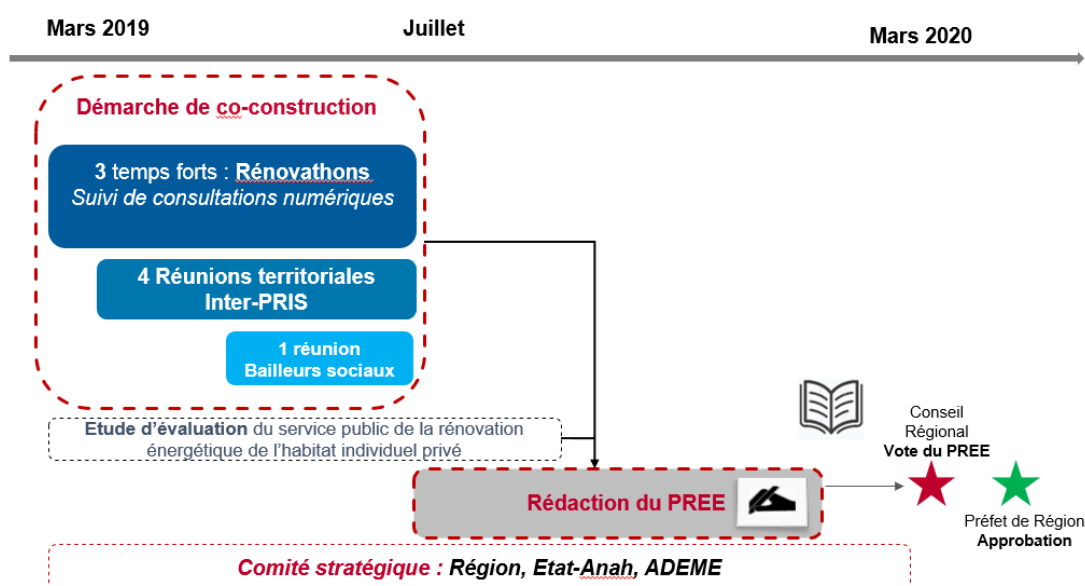 Mars 2019
Juillet
Mars 2020
Démarche de co-construction
3 temps forts : Rénovathons
Suivi de consultations numériques
4 Réunions territoriales
Inter-PRIS
1 réunion
Bailleurs sociaux
Etude d'évaluation du service public de la rénovation
énergétique de l'habitat individuel privé
Conseil
Régional
Vote du PREE
Rédaction du PREE
Préfet de Région
Approbation
Comité stratégique : Région, Etat-Anah, ADEME